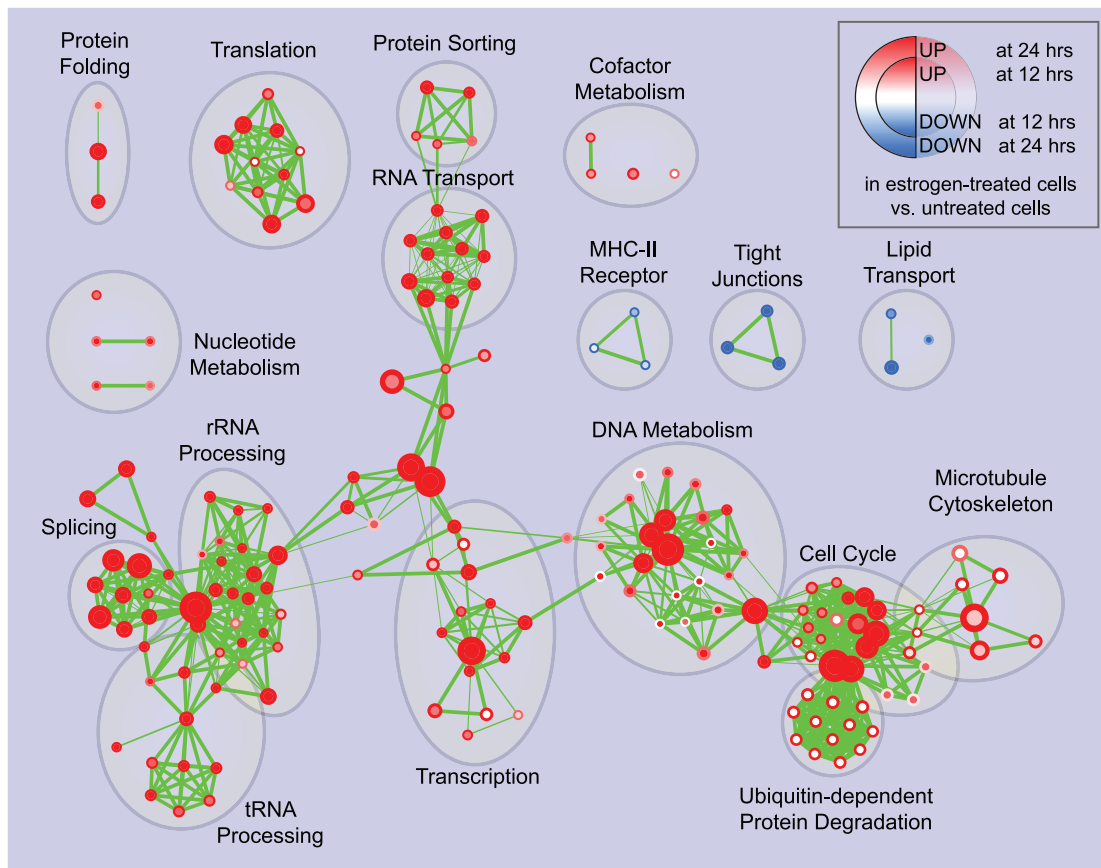 Protein
Folding
Translation
Protein Sorting
Cofactor
Metabolism
UP at 24 hrs
UP at 12 hrs
DOWN at 12 hrs
DOWN at 24 hrs
in estrogen-treated cells
vs. untreated cells
RNA Transport
MHC-II
Receptor
Tight
Junctions
Lipid
Transport
Nucleotide
Metabolism
rRNA
Processing
DNA Metabolism
Microtubule
Cytoskeleton
Splicing
Cell Cycle
Transcription
tRNA
Processing
Ubiquitin-dependent
Protein Degradation